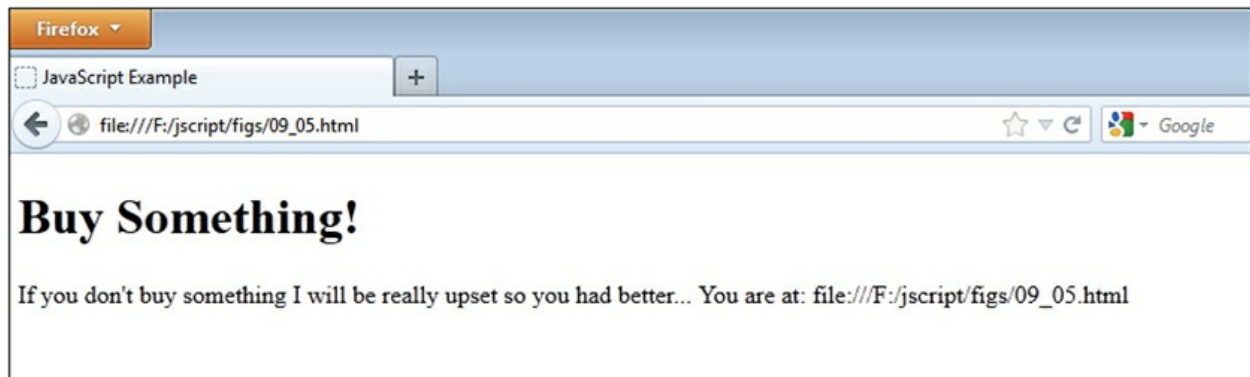 Firefox
JavaScript Example
file:///F:/jscript/figs/09_05.html
Google
Buy Something!
If you don't buy something I will be really upset so you had better... You are at: file:///F:/jscript/figs/09_05.html